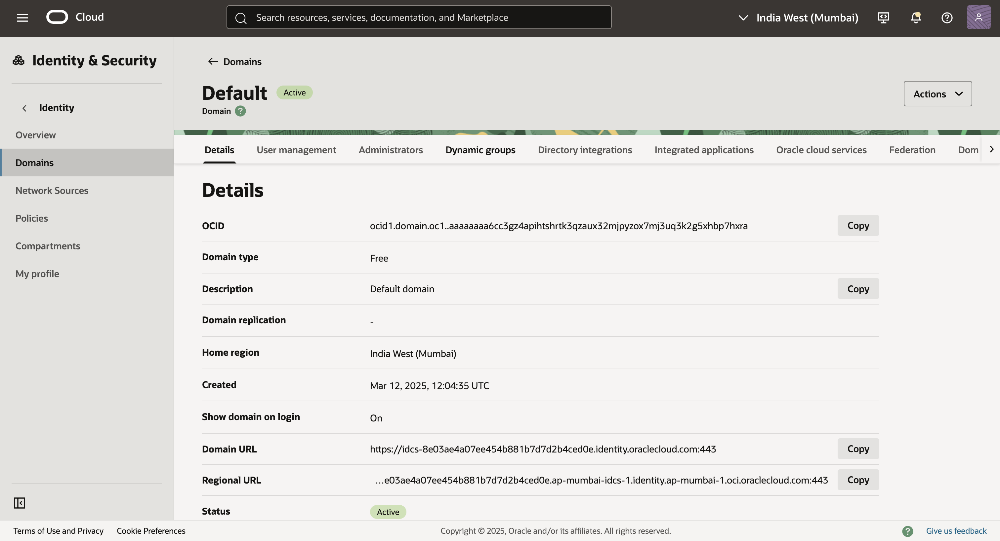 Cloud
Search resources, services, documentation, and Marketplace
India West (Mumbai)
Identity & Security
Identity
Overview
Domains
Network Sources
Policies
Compartments
My profile
Domains
Default Active
Domain ?
Actions
Details User management Administrators Dynamic groups Directory integrations Integrated applications Oracle cloud services Federation Dom
Details
OCID ocid1.domain.oc1..aaaaaaaa6cc3gz4apihtshrtk3qzaux32mjpyzox7mj3uq3k2g5xhbp7hxra Copy
Domain type Free
Description Default domain Copy
Domain replication -
Home region India West (Mumbai)
Created Mar 12, 2025, 12:04:35 UTC
Show domain on login On
Domain URL https://idcs-8e03ae4a07ee454b881b7d7d2b4ced0e.identity.oraclecloud.com:443 Copy
Regional URL ...e03ae4a07ee454b881b7d7d2b4ced0e.ap-mumbai-idcs-1.identity.ap-mumbai-1.oci.oraclecloud.com:443 Copy
Status Active
Terms of Use and Privacy Cookie Preferences Copyright © 2025, Oracle and/or its affiliates. All rights reserved. ? Give us feedback